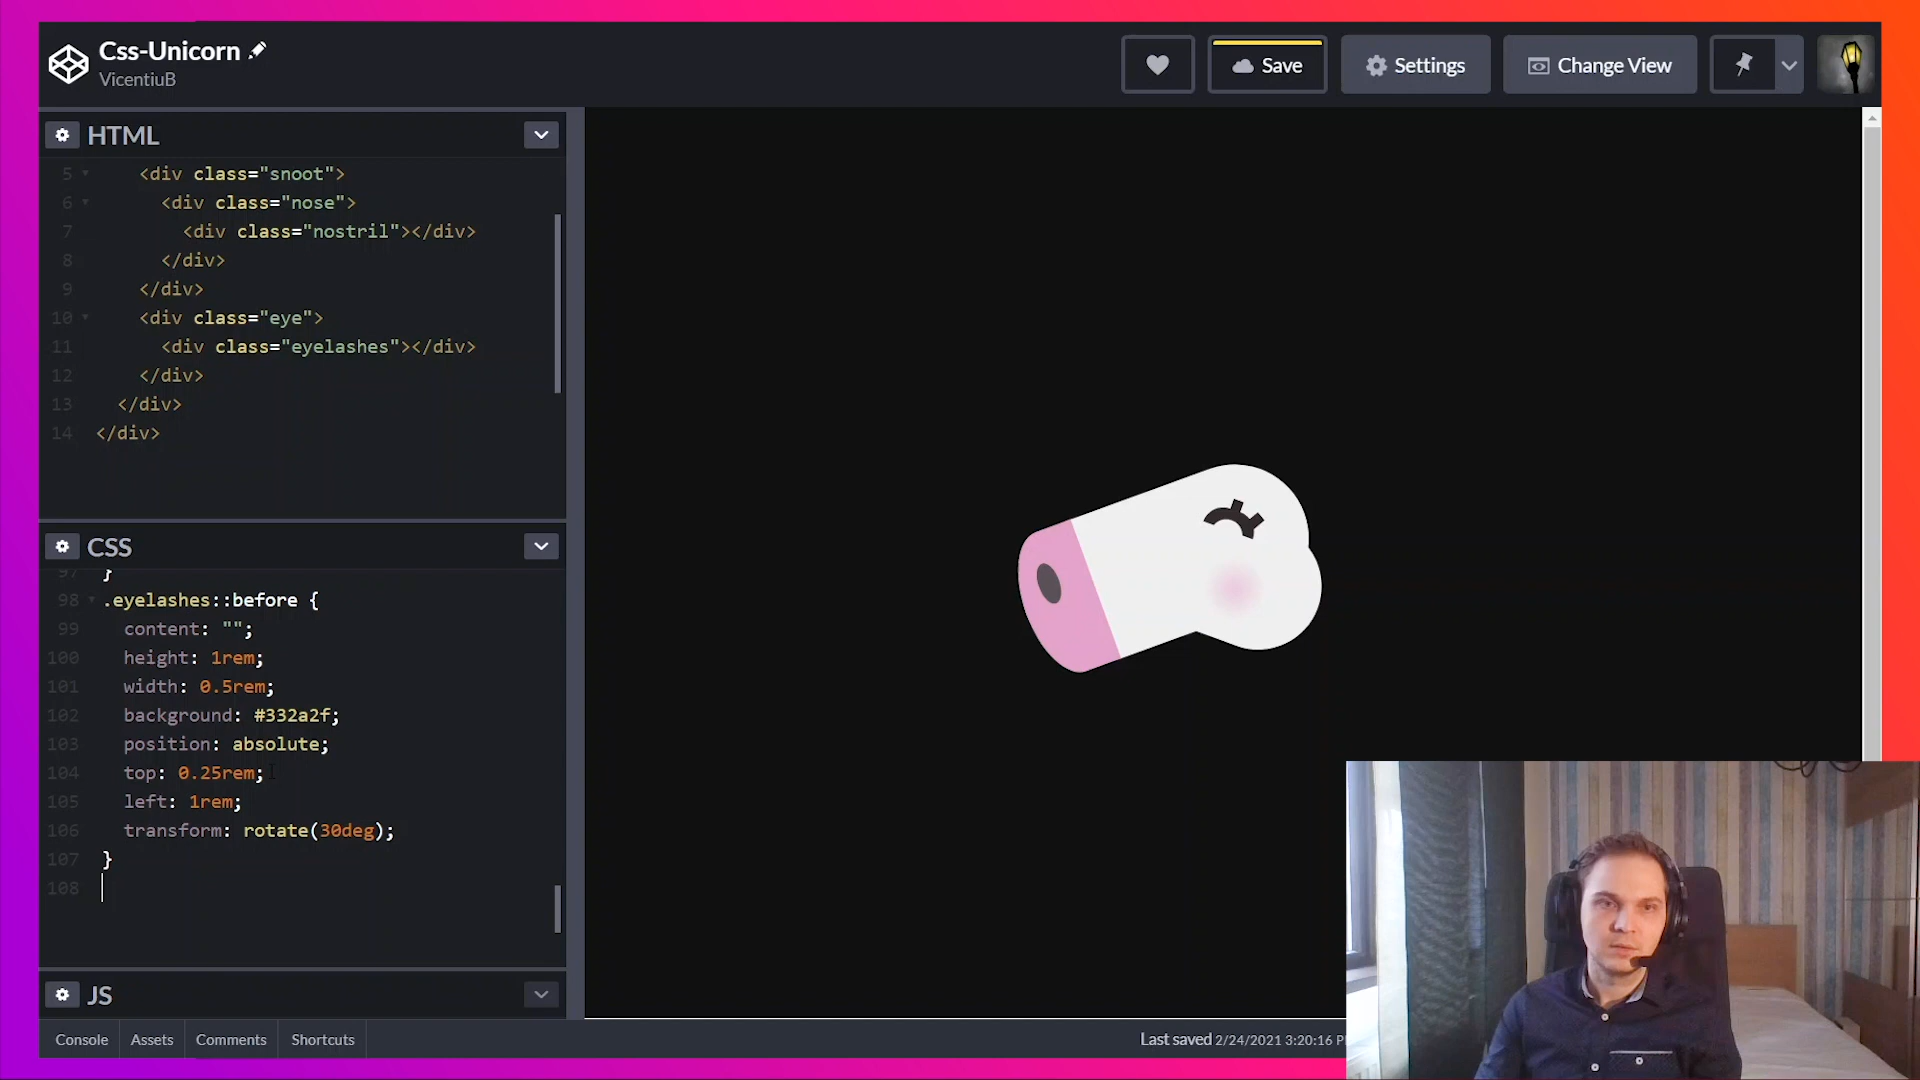 Css-Unicorn
VicentiuB
Save
Settings
Change View
HTML
5 <div class="snoot">
6 <div class="nose">
7 <div class="nostril"></div>
8 </div>
9 </div>
10 <div class="eye">
11 <div class="eyelashes"></div>
12 </div>
13 </div>
14 </div>
CSS
97 }
98 .eyelashes::before {
99 content: "";
100 height: 1rem;
101 width: 0.5rem;
102 background: #332a2f;
103 position: absolute;
104 top: 0.25rem;
105 left: 1rem;
106 transform: rotate(30deg);
107 }
108
JS
Console
Assets
Comments
Shortcuts
Last saved 2/24/2021 3:20:16 P